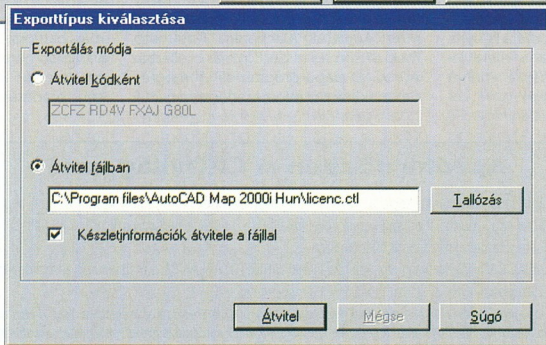 Exporttípus kiválasztása
Exportálás módja
Átvitel kódként
ZCFZ RD4V FXAJ G80L
Átvitel fájlban
C:\Program files\AutoCAD Map 2000i Hun\licenc.ctl
Tallózás
Készletinformációk átvitele a fájllal
Átvitel
Mégse
Súgó